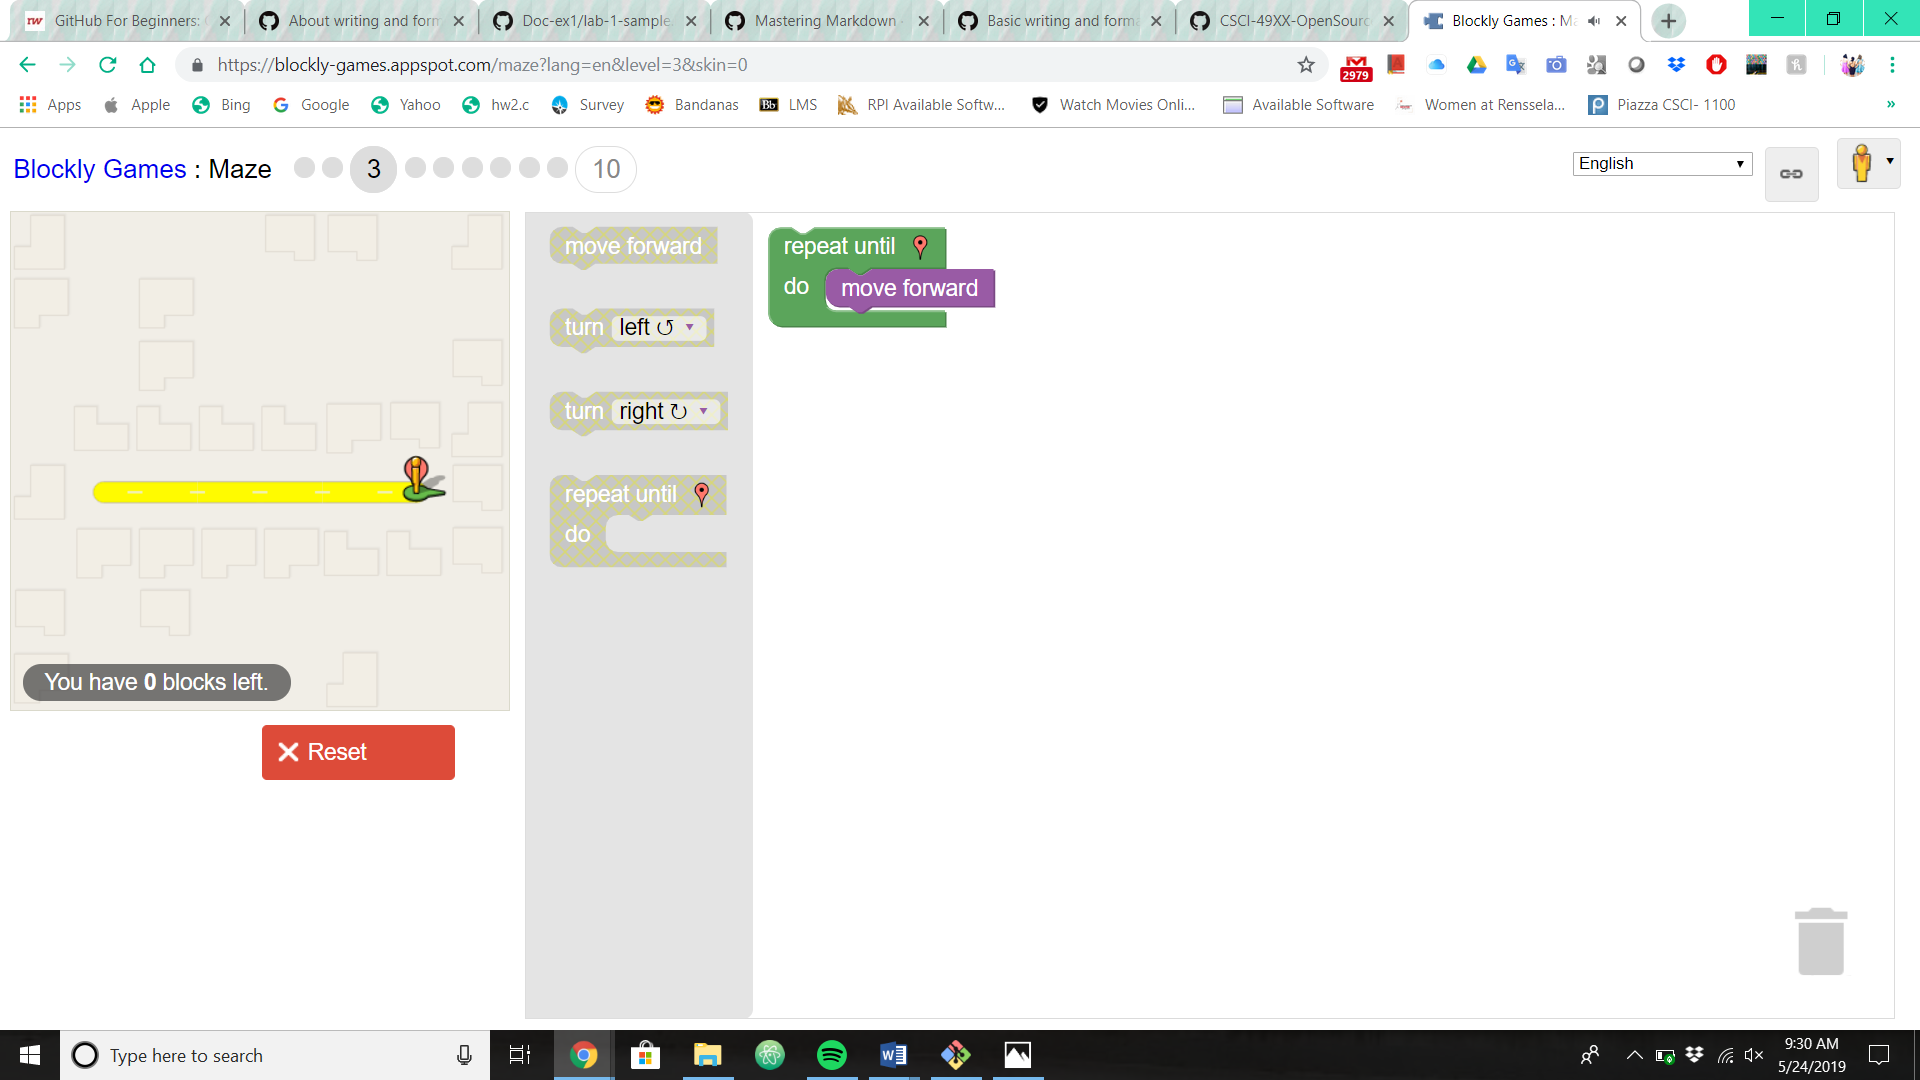 GitHub For Beginners:
About writing and form
Doc-ex1/lab-1-sample.
Mastering Markdown
Basic writing and forma
CSCI-49XX-OpenSourc
Blockly Games : M
https://blockly-games.appspot.com/maze?lang=en&level=3&skin=0
2979
Apps
Apple
Bing
Google
Yahoo
hw2.c
Survey
Bandanas
Bb LMS
RPI Available Softw...
Watch Movies Onli...
Available Software
Women at Renssela...
Piazza CSCI- 1100
»
Blockly Games : Maze
3
10
English
move forward
turn left ↺
turn right ↻
repeat until
do
repeat until
do move forward
You have 0 blocks left.
Reset
Type here to search
9:30 AM
5/24/2019